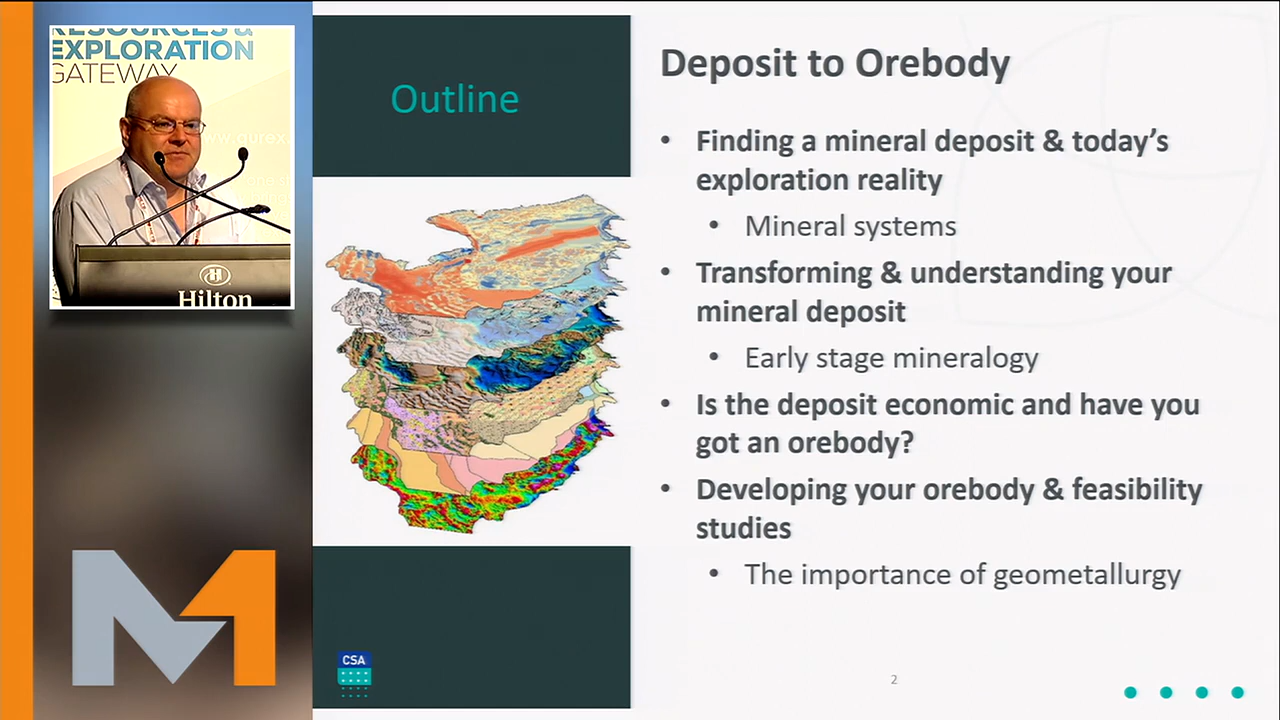 RESOURCES &
EXPLORATION
GATEWAY
Hilton
M1
Outline
CSA
Deposit to Orebody
• Finding a mineral deposit & today’s
exploration reality
• Mineral systems
• Transforming & understanding your
mineral deposit
• Early stage mineralogy
• Is the deposit economic and have you
got an orebody?
• Developing your orebody & feasibility
studies
• The importance of geometallurgy
2